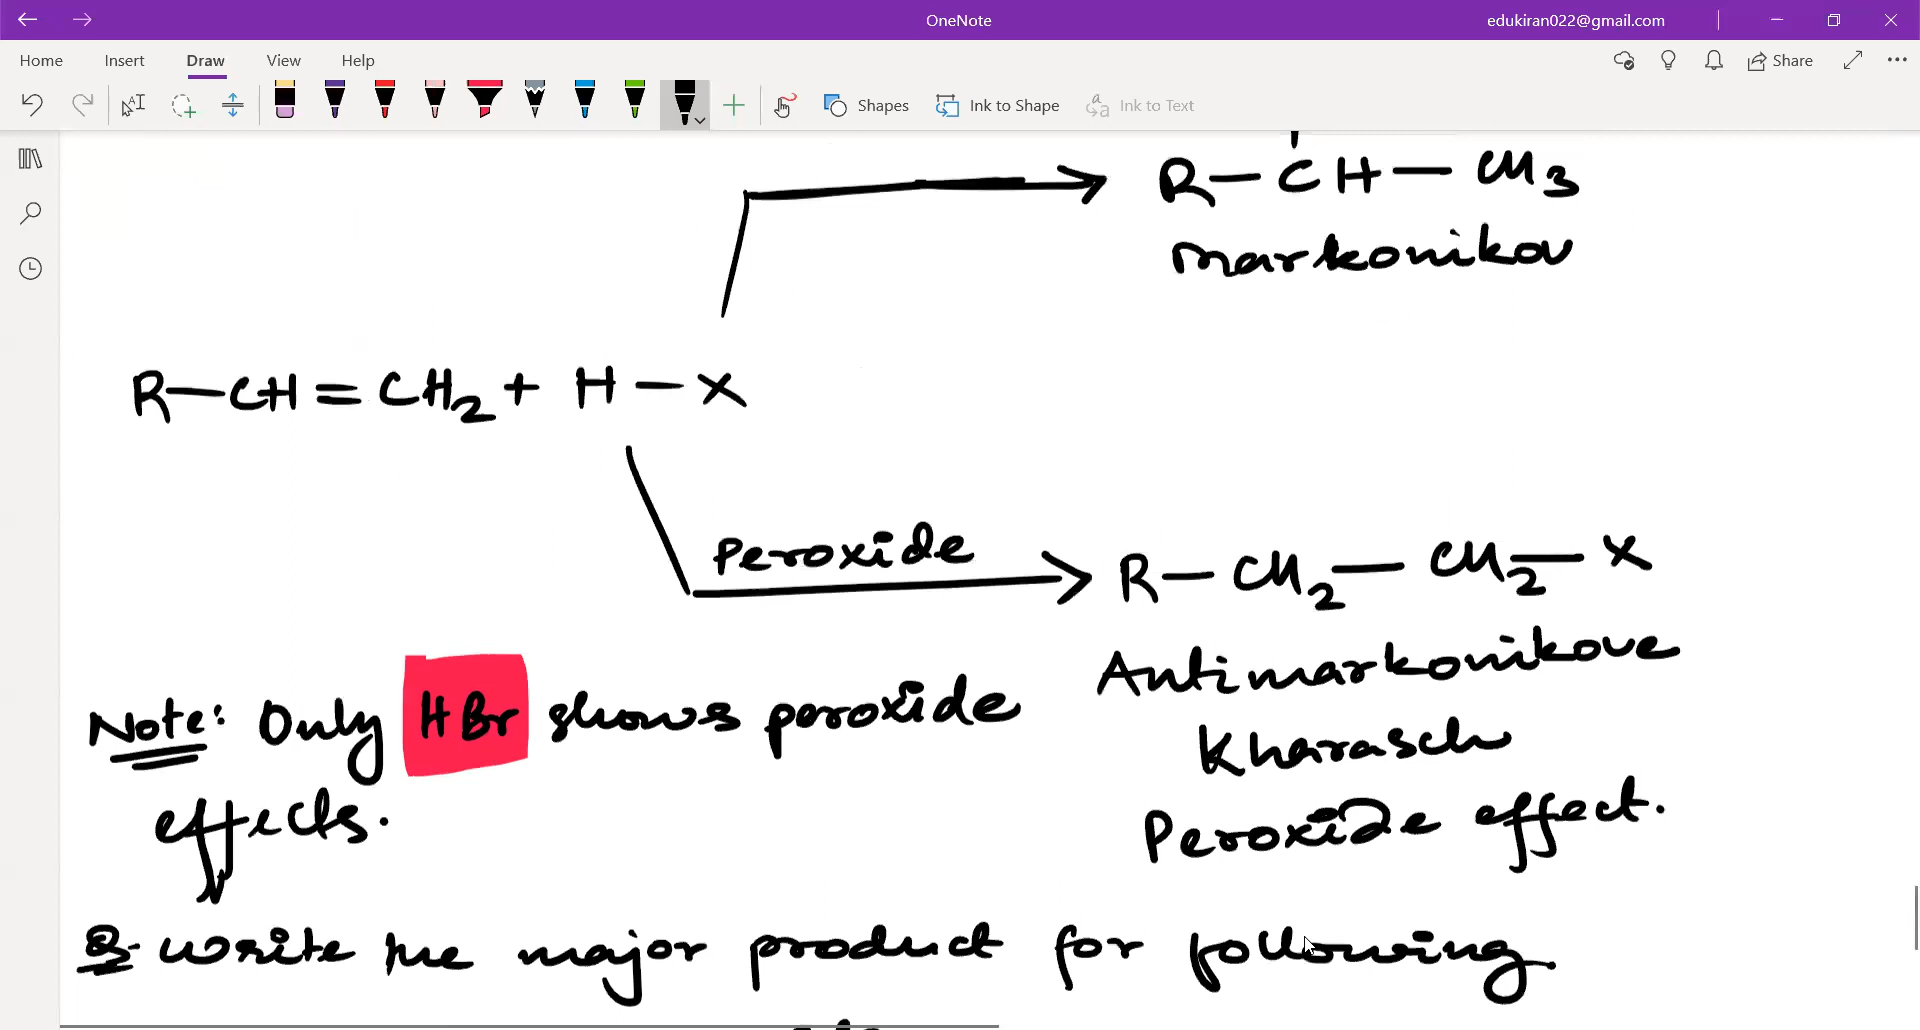 OneNote
edukiran022@gmail.com
Home Insert Draw View Help
Share
Shapes Ink to Shape Ink to Text
R—CH—CH3
markonikov
R—CH=CH2 + H—X
Peroxide
R—CH2—CH2—X
Antimarkonikove
Kharasch
Peroxide effect.
Note: Only HBr shows peroxide
effects.
Q- write the major product for following